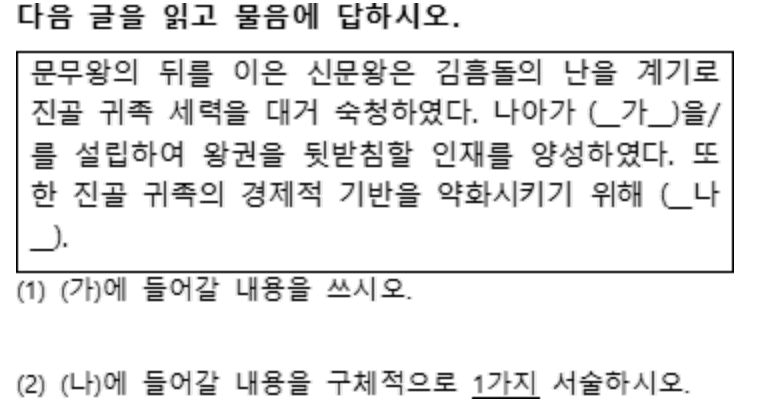 다음 글을 읽고 물음에 답하시오.
문무왕의 뒤를 이은 신문왕은 김흠돌의 난을 계기로
진골 귀족 세력을 대거 숙청하였다. 나아가 (_가_)을/
를 설립하여 왕권을 뒷받침할 인재를 양성하였다. 또
한 진골 귀족의 경제적 기반을 약화시키기 위해 (_나
_).
(1) (가)에 들어갈 내용을 쓰시오.
(2) (나)에 들어갈 내용을 구체적으로 1가지 서술하시오.